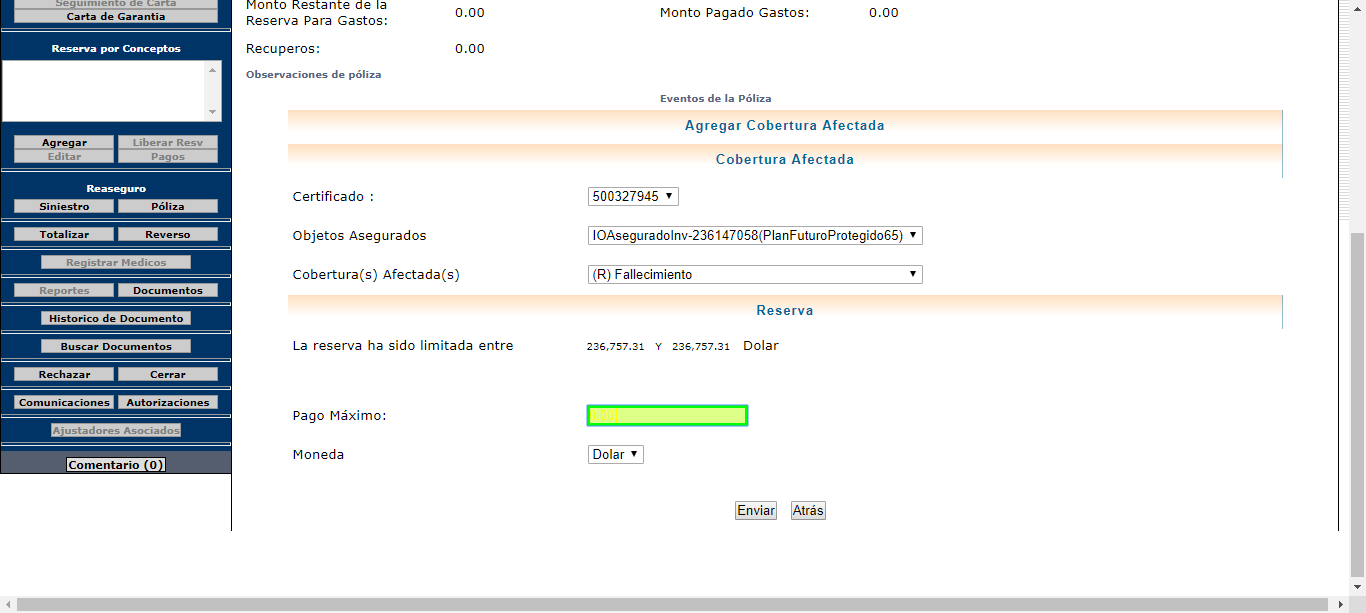 Seguimiento de Carta
Carta de Garantia
Reserva por Conceptos
Agregar Liberar Resv
Editar Pagos
Reaseguro
Siniestro Póliza
Totalizar Reverso
Registrar Medicos
Reportes Documentos
Historico de Documento
Buscar Documentos
Rechazar Cerrar
Comunicaciones Autorizaciones
Ajustadores Asociados
Comentario (0)
Monto Restante de la
Reserva Para Gastos: 0.00 Monto Pagado Gastos: 0.00
Recuperos: 0.00
Observaciones de póliza
Eventos de la Póliza
Agregar Cobertura Afectada
Cobertura Afectada
Certificado : 500327945
Objetos Asegurados IOAseguradoInv-236147058(PlanFuturoProtegido65)
Cobertura(s) Afectada(s) (R) Fallecimiento
Reserva
La reserva ha sido limitada entre 236,757.31 Y 236,757.31 Dolar
Pago Máximo:
Moneda Dolar
Enviar Atrás